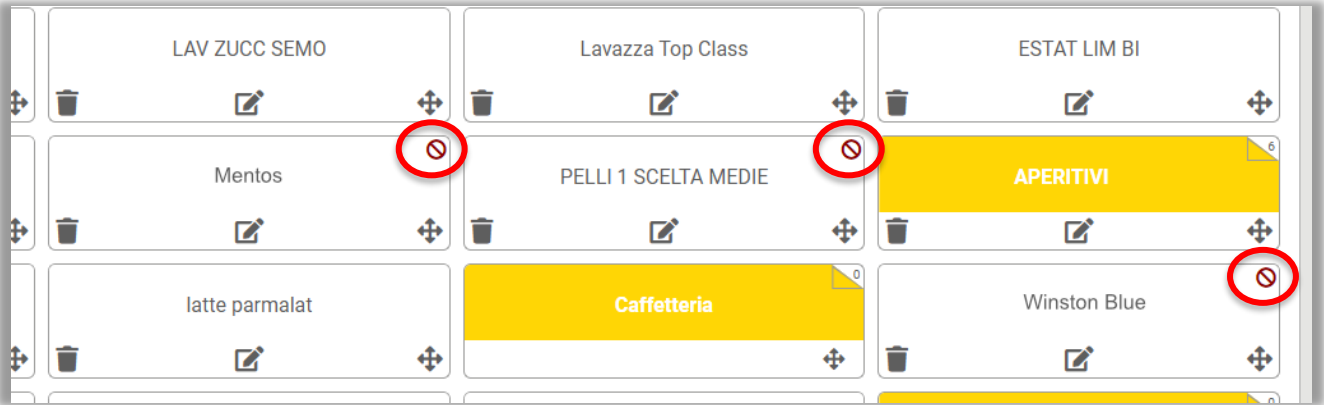 LAV ZUCC SEMO
Lavazza Top Class
ESTAT LIM BI
Mentos
PELLI 1 SCELTA MEDIE
APERITIVI
6
latte parmalat
Caffetteria
0
Winston Blue
0